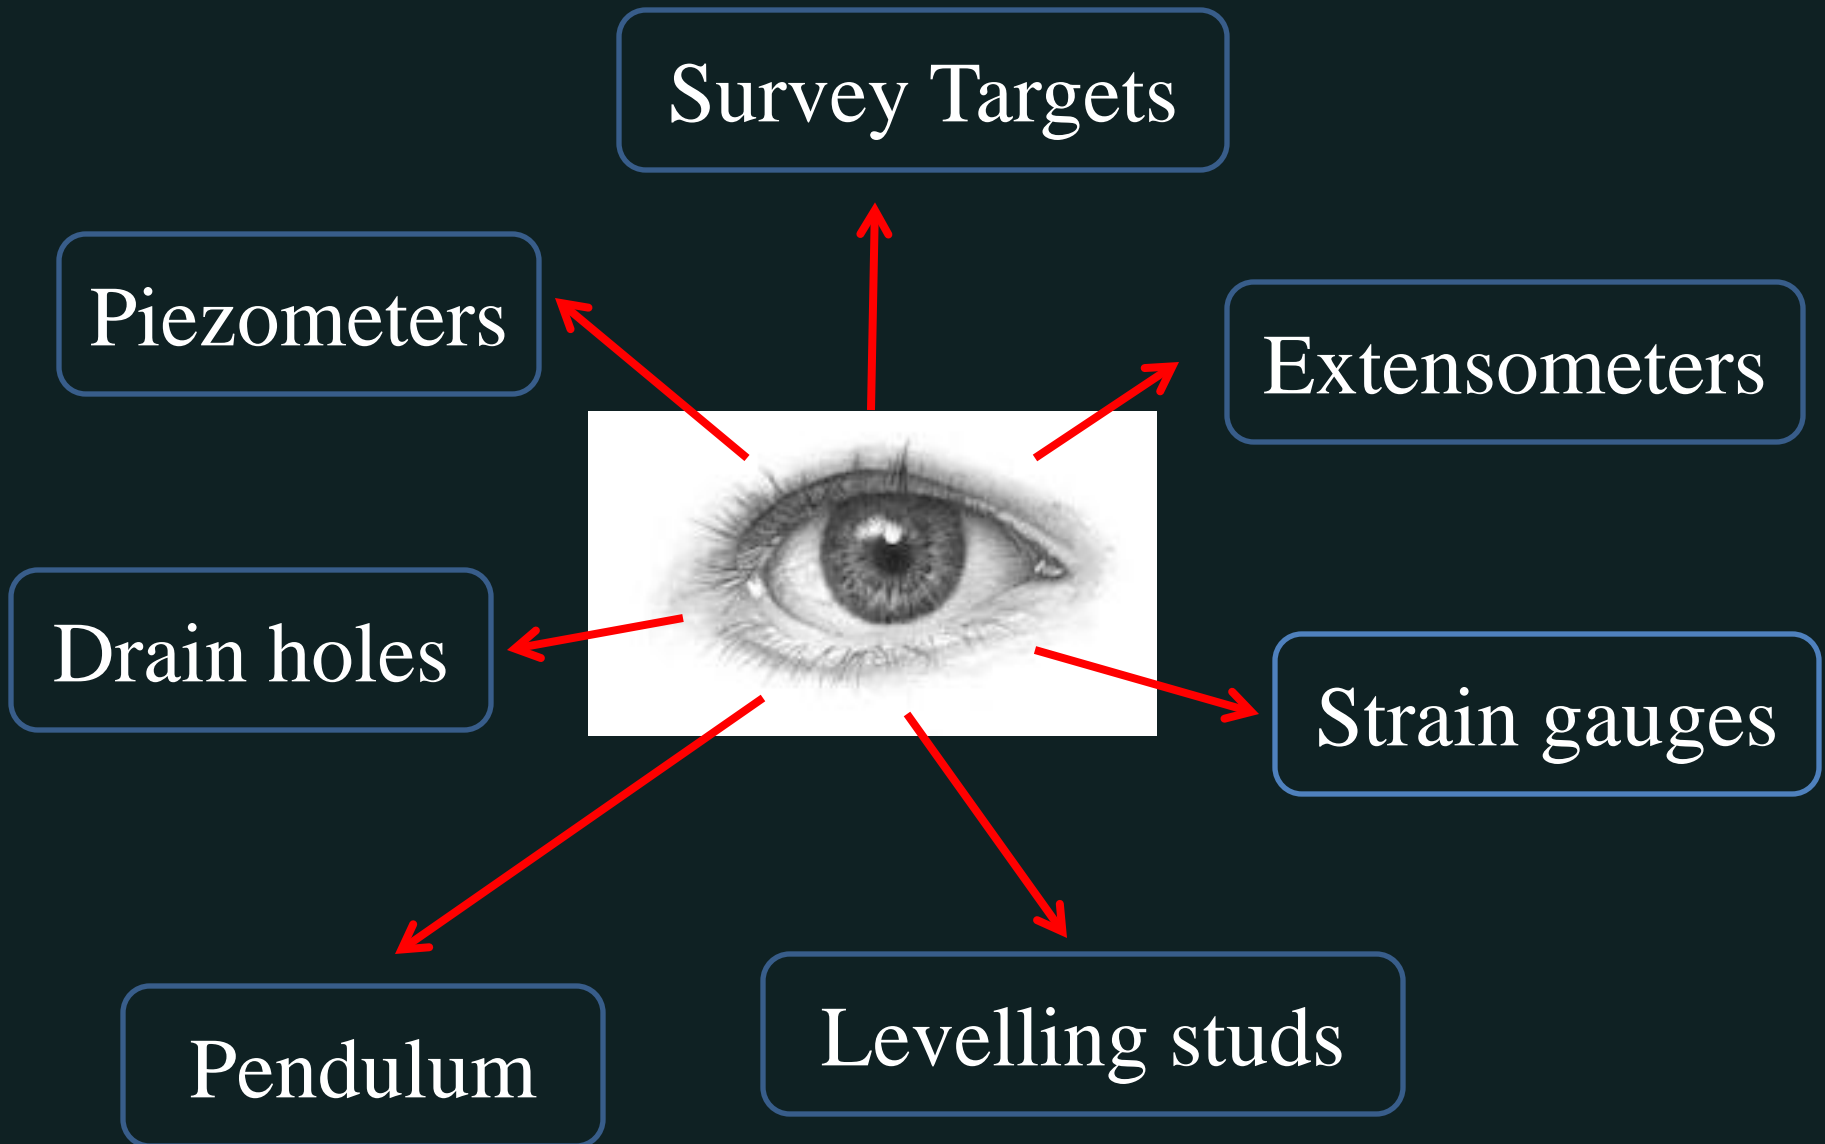 Survey Targets
Piezometers
Extensometers
Drain holes
Strain gauges
Levelling studs
Pendulum